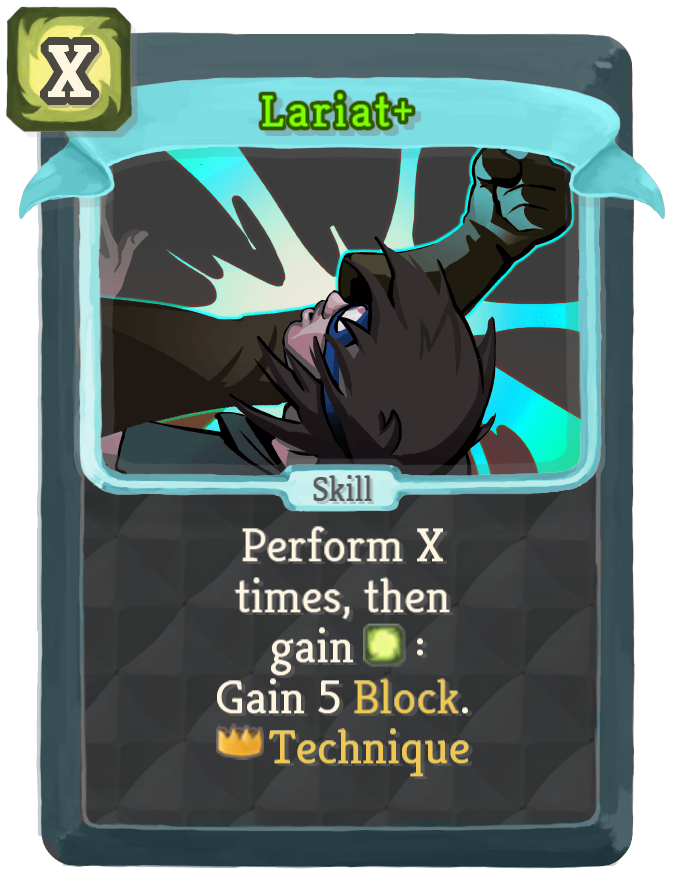 X
Lariat+
Skill
Perform X
times, then
gain :
Gain 5 Block.
Technique